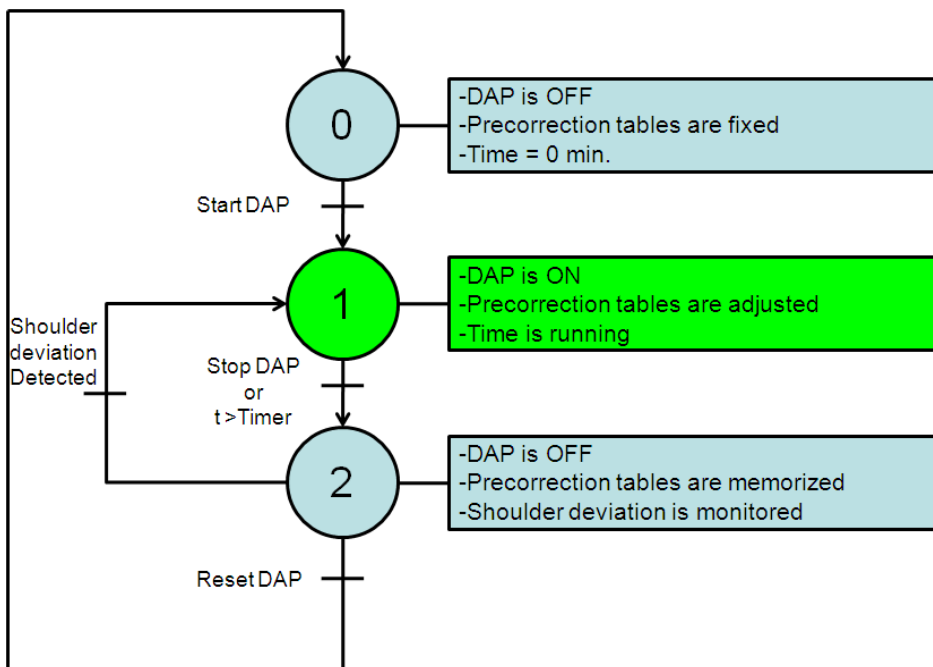 0
-DAP is OFF
-Precorrection tables are fixed
-Time = 0 min.
Start DAP
1
-DAP is ON
-Precorrection tables are adjusted
-Time is running
Shoulder
deviation
Detected
Stop DAP
or
t >Timer
2
-DAP is OFF
-Precorrection tables are memorized
-Shoulder deviation is monitored
Reset DAP